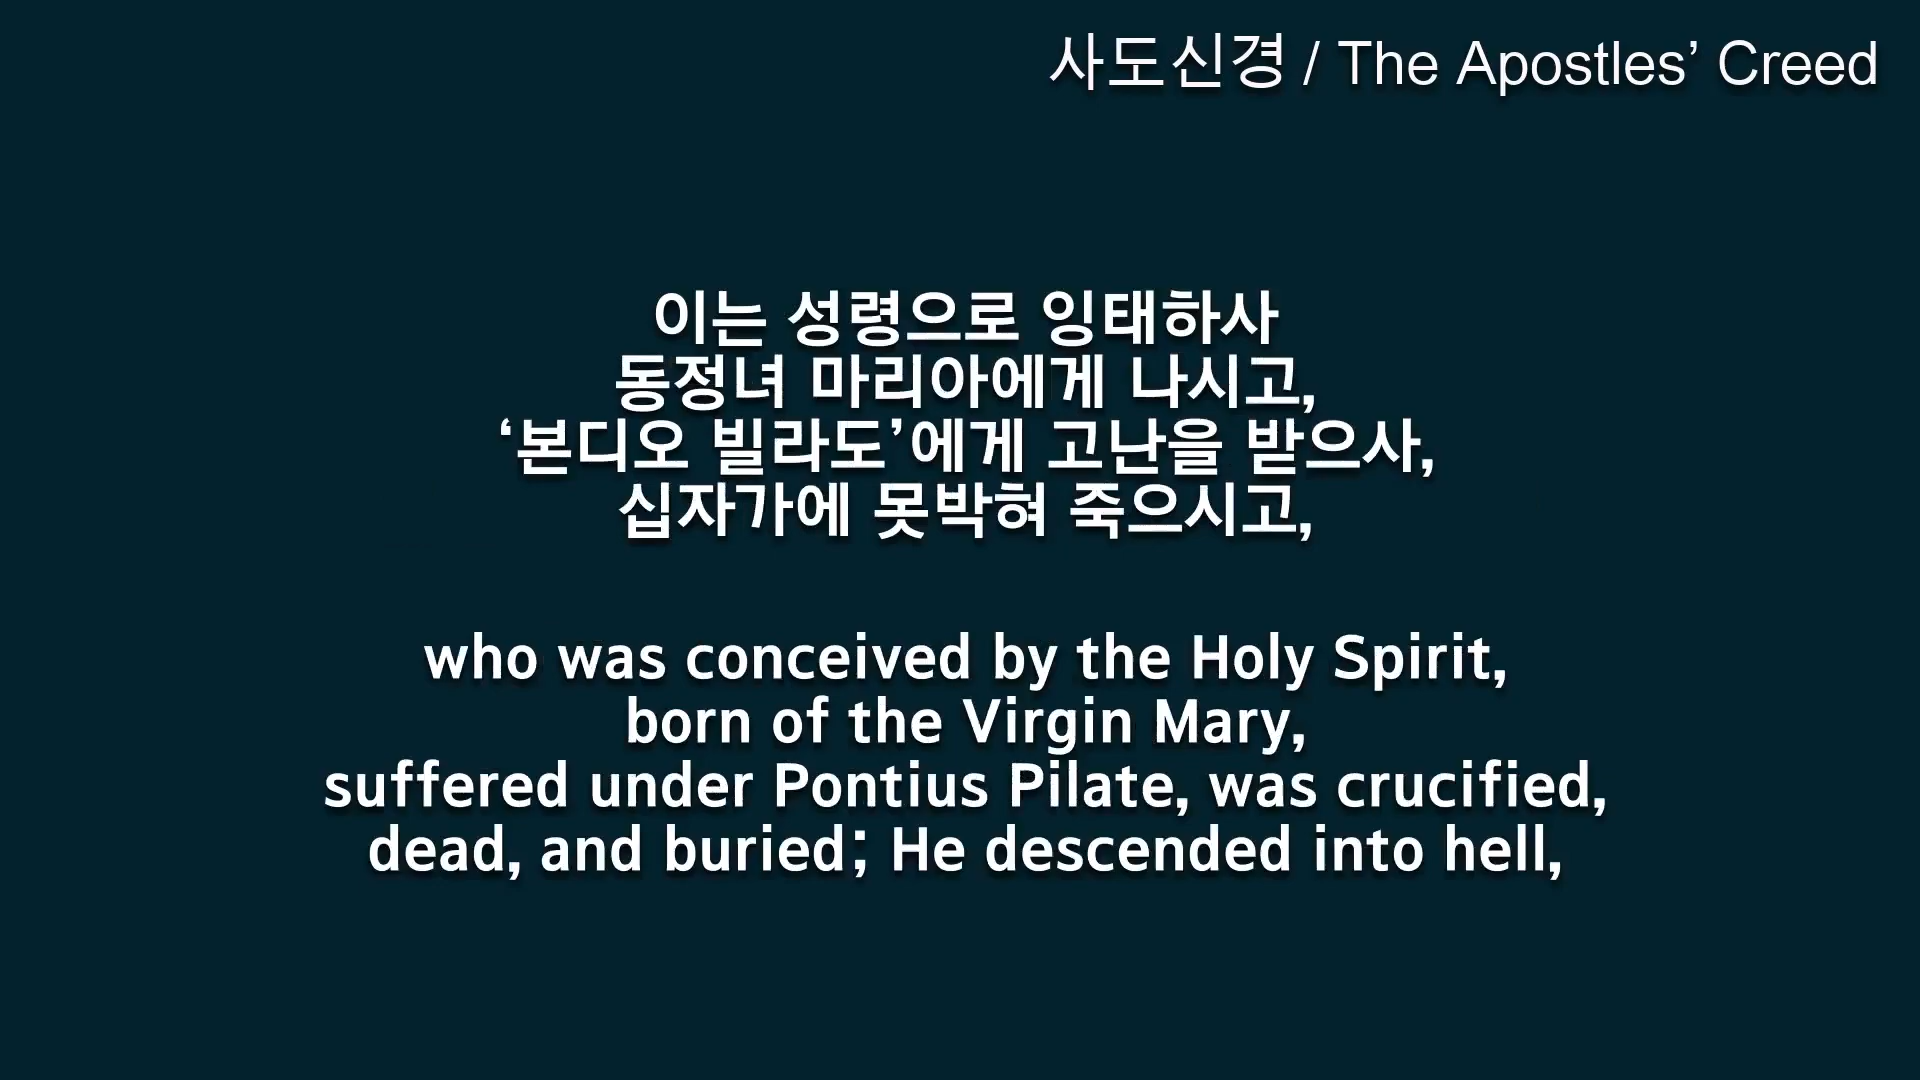 사도신경 / The Apostles’ Creed
이는 성령으로 잉태하사
동정녀 마리아에게 나시고,
‘본디오 빌라도’에게 고난을 받으사,
십자가에 못박혀 죽으시고,
who was conceived by the Holy Spirit,
born of the Virgin Mary,
suffered under Pontius Pilate, was crucified,
dead, and buried; He descended into hell,